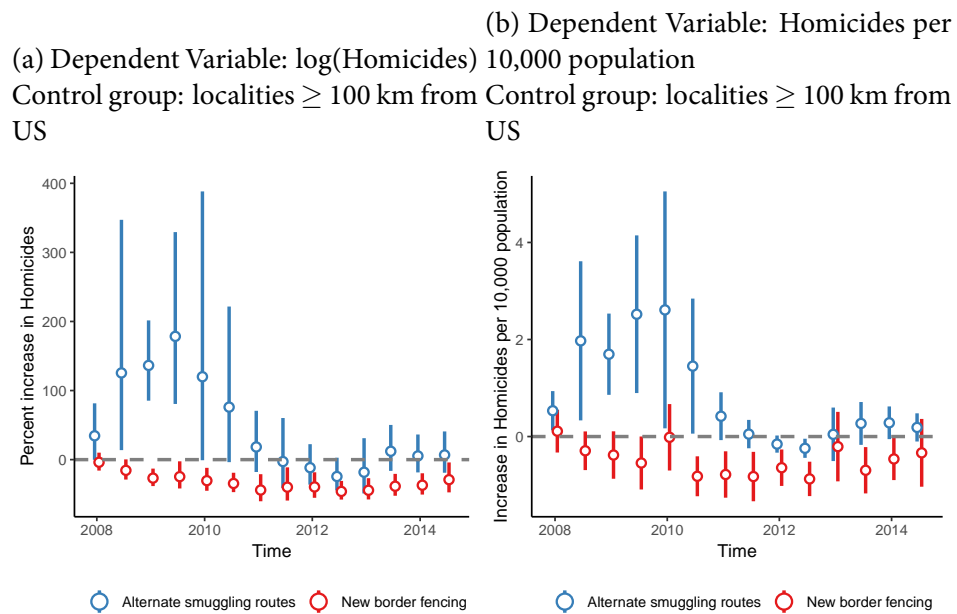 (a) Dependent Variable: log(Homicides)
Control group: localities ≥ 100 km from
US
(b) Dependent Variable: Homicides per
10,000 population
Control group: localities ≥ 100 km from
US
Percent increase in Homicides
400
300
200
100
0
2008
2010
2012
2014
Time
Alternate smuggling routes
New border fencing
Increase in Homicides per 10,000 population
4
2
0
2008
2010
2012
2014
Time
Alternate smuggling routes
New border fencing